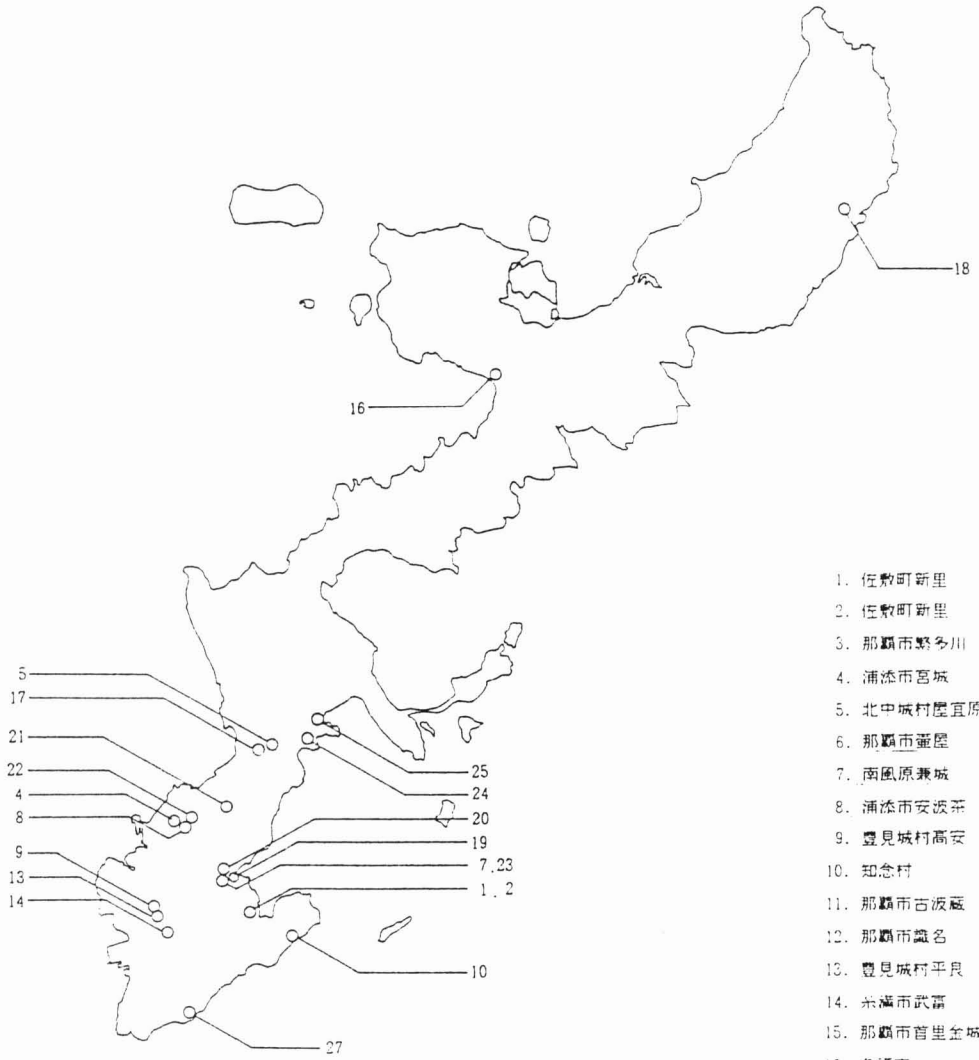 18
16
5
17
21
22
4
8
9
13
14
25
24
20
19
7,23
1,2
10
27
1. 佐敷町新里
2. 佐敷町新里
3. 那覇市繁多川
4. 浦添市宮城
5. 北中城村屋宜原
6. 那覇市壷屋
7. 南風原兼城
8. 浦添市安波茶
9. 豊見城村高安
10. 知念村
11. 那覇市古波蔵
12. 那覇市識名
13. 豊見城村平良
14. 糸満市武富
15. 那覇市首里金城